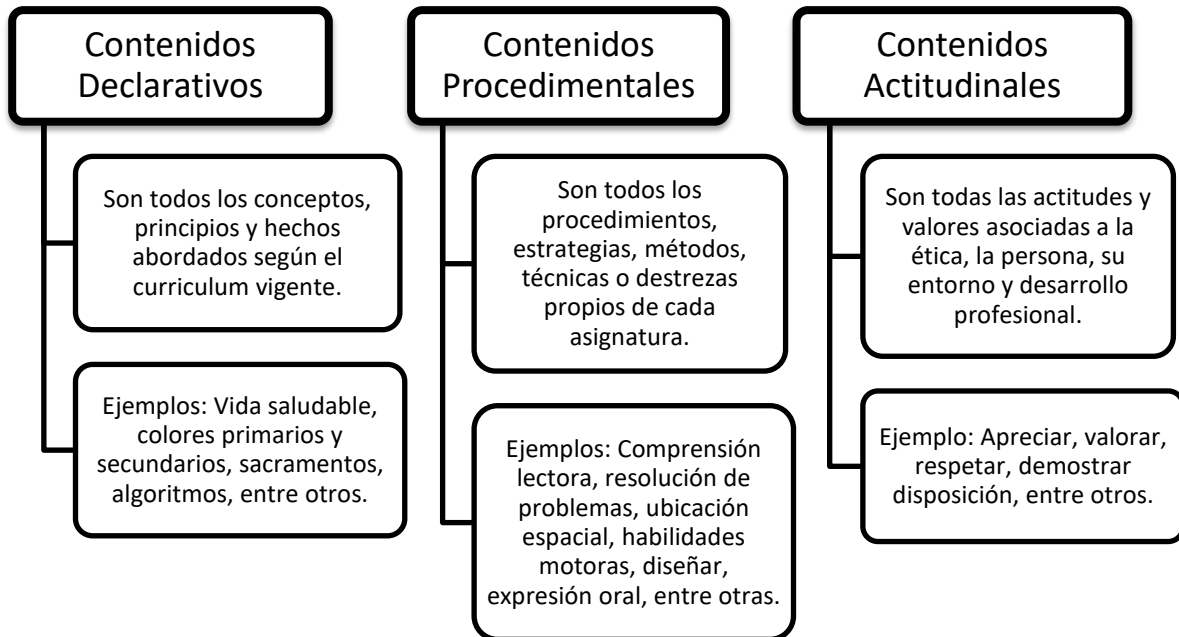 Contenidos
Declarativos
Son todos los conceptos,
principios y hechos
abordados según el
curriculum vigente.
Ejemplos: Vida saludable,
colores primarios y
secundarios, sacramentos,
algoritmos, entre otros.
Contenidos
Procedimentales
Son todos los
procedimientos,
estrategias, métodos,
técnicas o destrezas
propios de cada
asignatura.
Ejemplos: Comprensión
lectora, resolución de
problemas, ubicación
espacial, habilidades
motoras, diseñar,
expresión oral, entre otras.
Contenidos
Actitudinales
Son todas las actitudes y
valores asociadas a la
ética, la persona, su
entorno y desarrollo
profesional.
Ejemplo: Apreciar, valorar,
respetar, demostrar
disposición, entre otros.